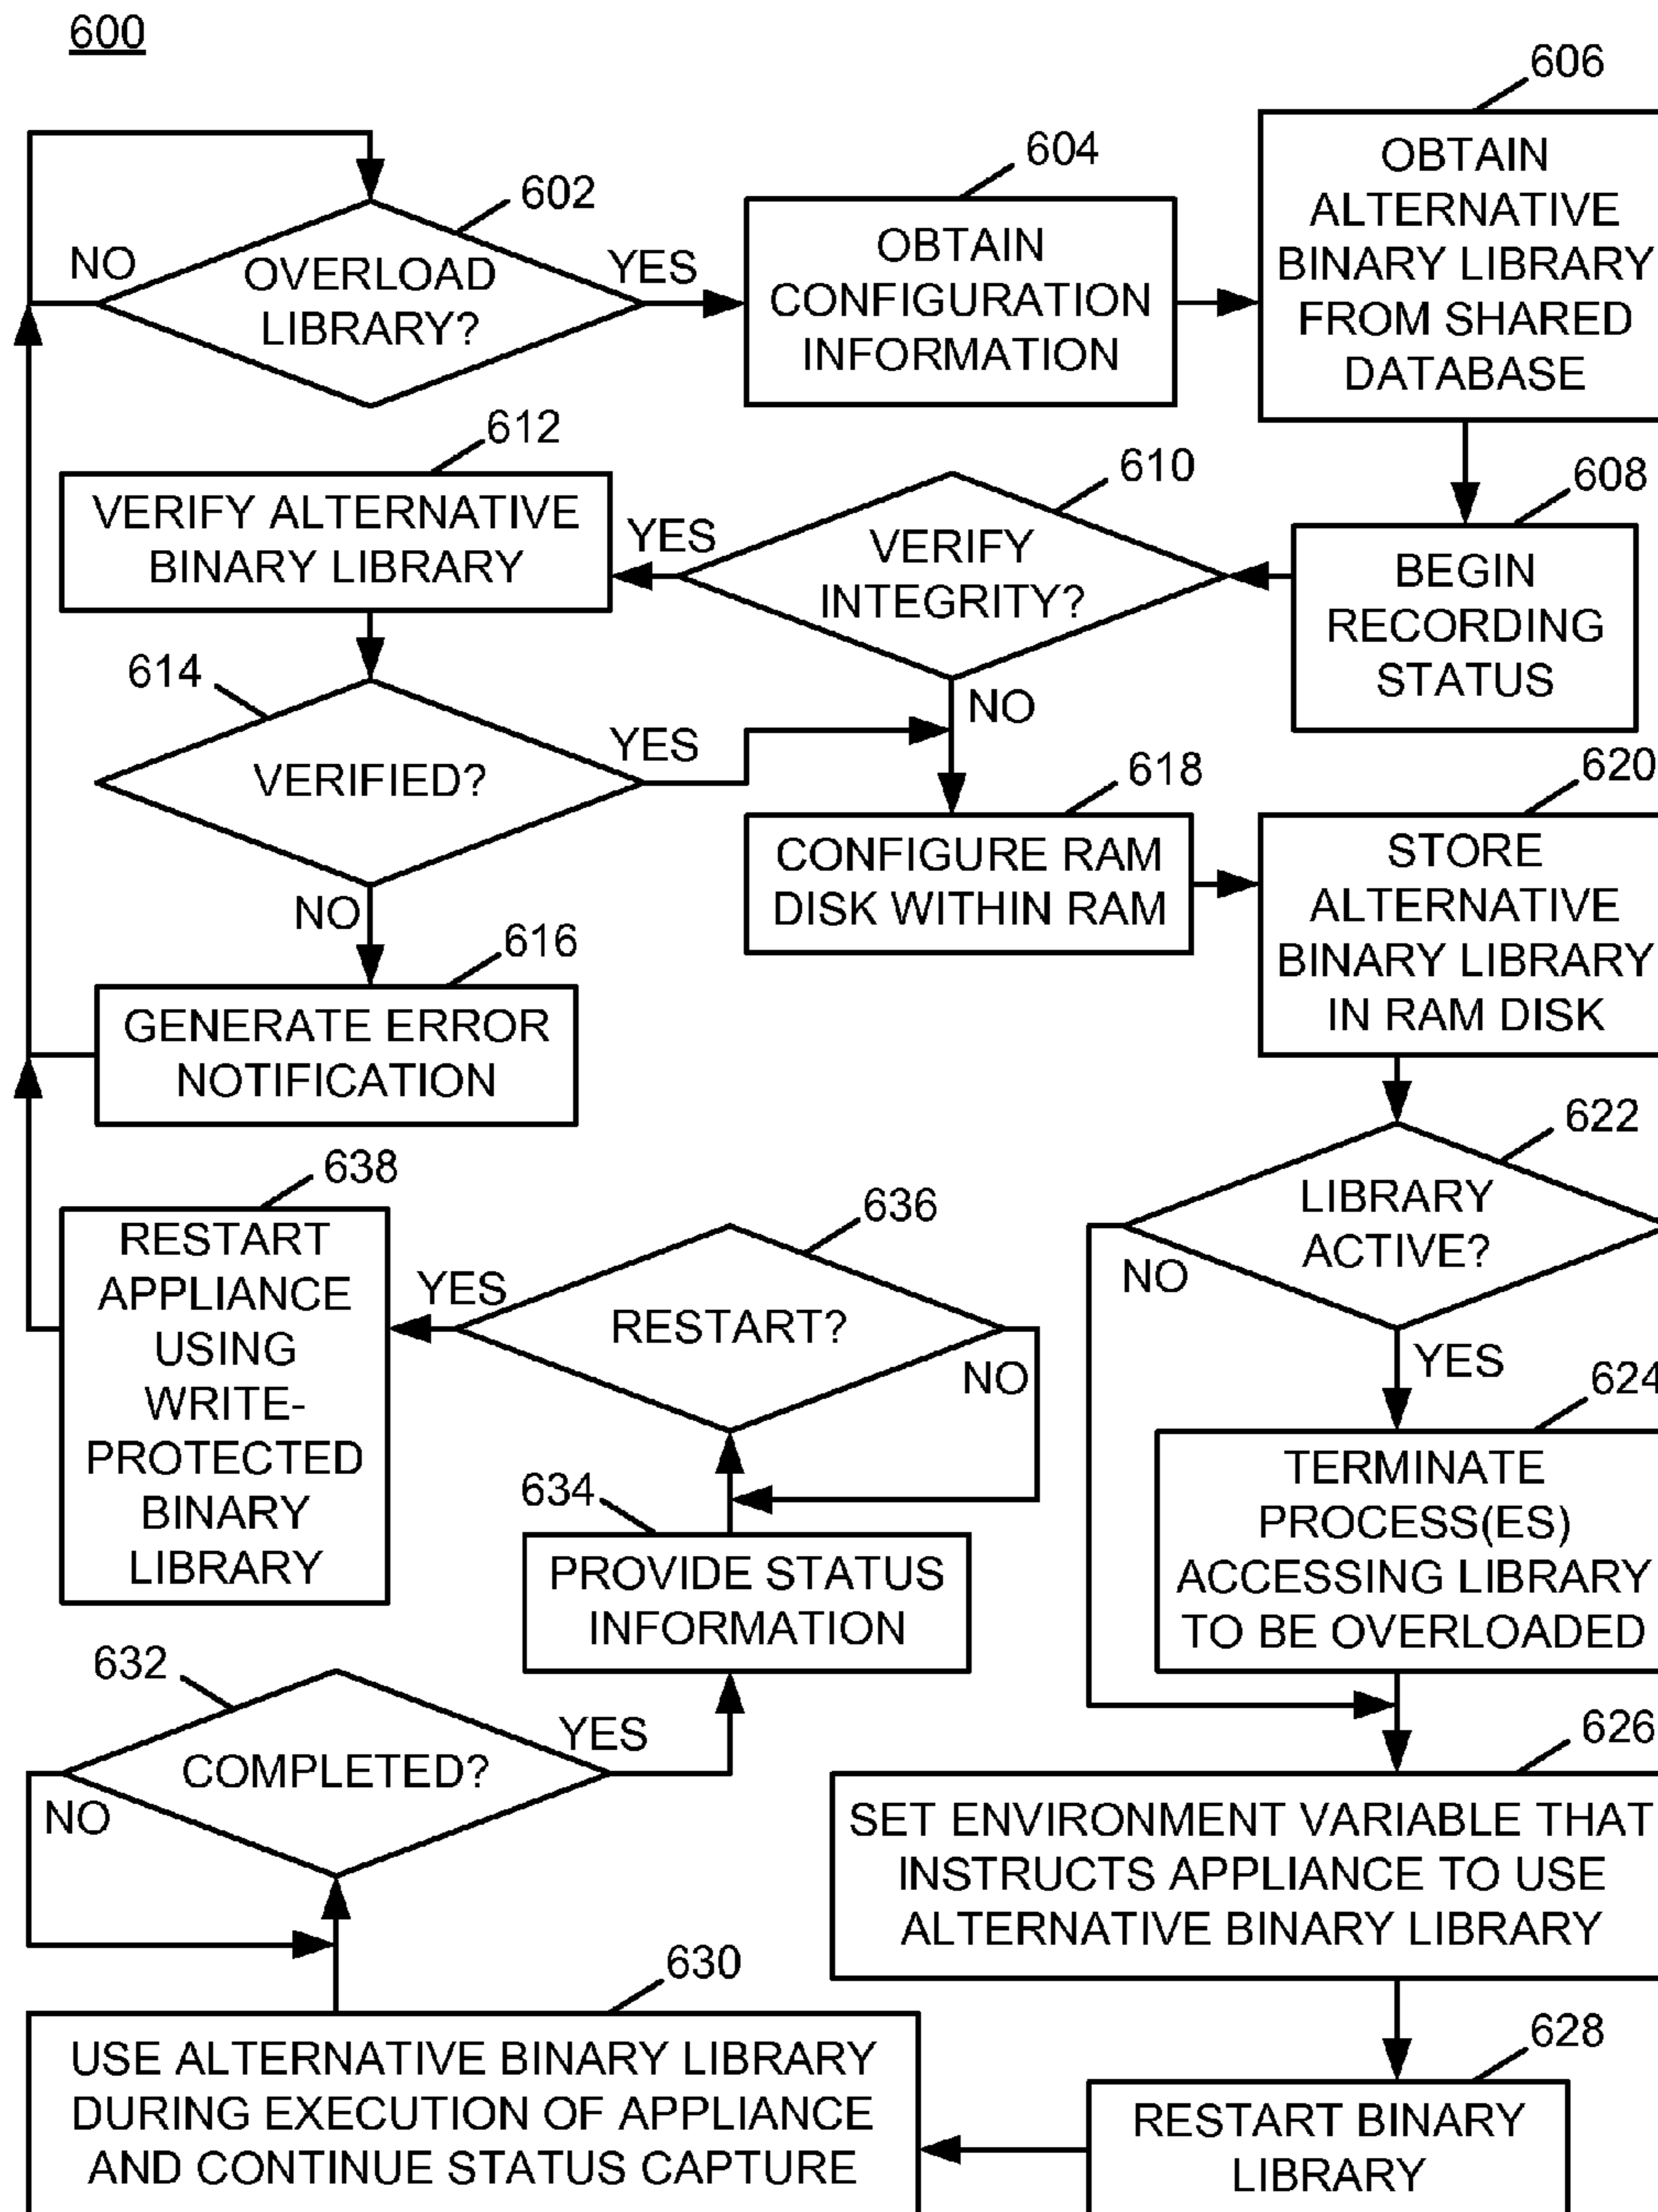 600
606
604
602
OBTAIN
ALTERNATIVE
BINARY LIBRARY
FROM SHARED
DATABASE
NO
OVERLOAD
LIBRARY?
YES
OBTAIN
CONFIGURATION
INFORMATION
612
610
608
VERIFY ALTERNATIVE
BINARY LIBRARY
YES
VERIFY
INTEGRITY?
BEGIN
RECORDING
STATUS
614
NO
VERIFIED?
YES
618
620
CONFIGURE RAM
DISK WITHIN RAM
STORE
ALTERNATIVE
BINARY LIBRARY
IN RAM DISK
NO
616
GENERATE ERROR
NOTIFICATION
622
LIBRARY
ACTIVE?
NO
YES
638
636
RESTART
APPLIANCE
USING
WRITE-
PROTECTED
BINARY
LIBRARY
YES
RESTART?
NO
624
TERMINATE
PROCESS(ES)
ACCESSING LIBRARY
TO BE OVERLOADED
634
PROVIDE STATUS
INFORMATION
632
COMPLETED?
YES
NO
626
SET ENVIRONMENT VARIABLE THAT
INSTRUCTS APPLIANCE TO USE
ALTERNATIVE BINARY LIBRARY
630
628
USE ALTERNATIVE BINARY LIBRARY
DURING EXECUTION OF APPLIANCE
AND CONTINUE STATUS CAPTURE
RESTART BINARY
LIBRARY